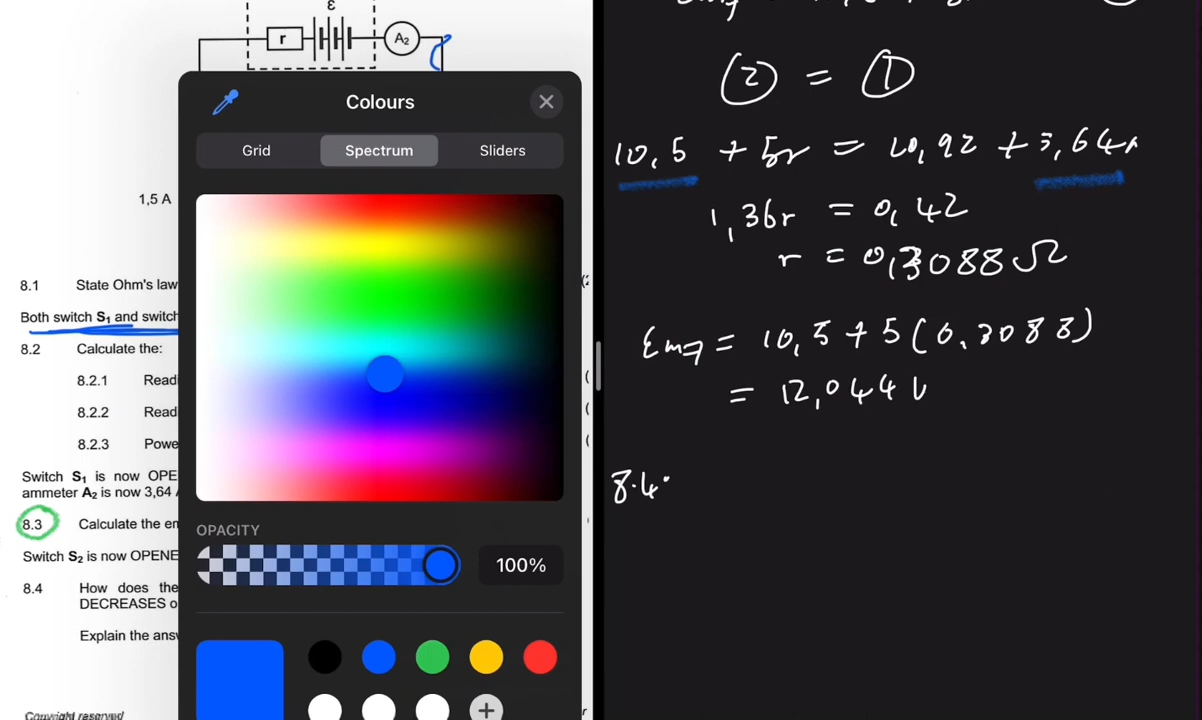 ε
r
A₂
1,5 A
8.1 State Ohm's law
Both switch S₁ and switch
8.2 Calculate the:
8.2.1 Readi
8.2.2 Read
8.2.3 Powe
Switch S₁ is now OPE
ammeter A₂ is now 3,64
8.3 Calculate the en
Switch S₂ is now OPENE
8.4 How does the
DECREASES o
Explain the ans
Copyright reserved
Colours
Grid Spectrum Sliders
OPACITY
100%
② = ①
10,5 + 5r = 10,92 + 3,64r
1,36r = 0,42
r = 0,3088 Ω
Emf = 10,5 + 5(0,3088)
= 12,044 V
8.4.